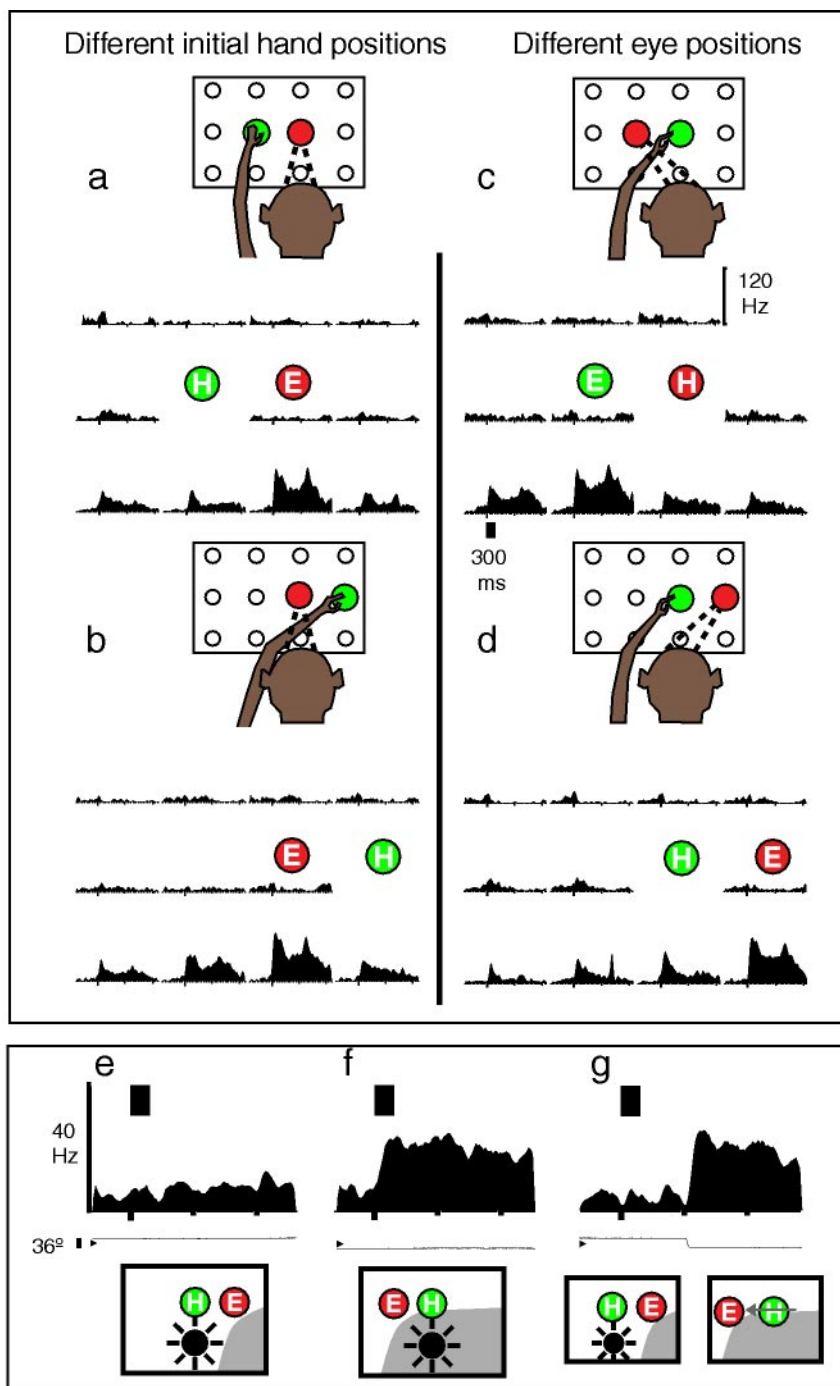 Different initial hand positions
Different eye positions
a
c
120
Hz
H
E
E
H
300
ms
b
d
E
H
H
E
e
f
g
40
Hz
36º
H
E
E
H
H
E
E
H